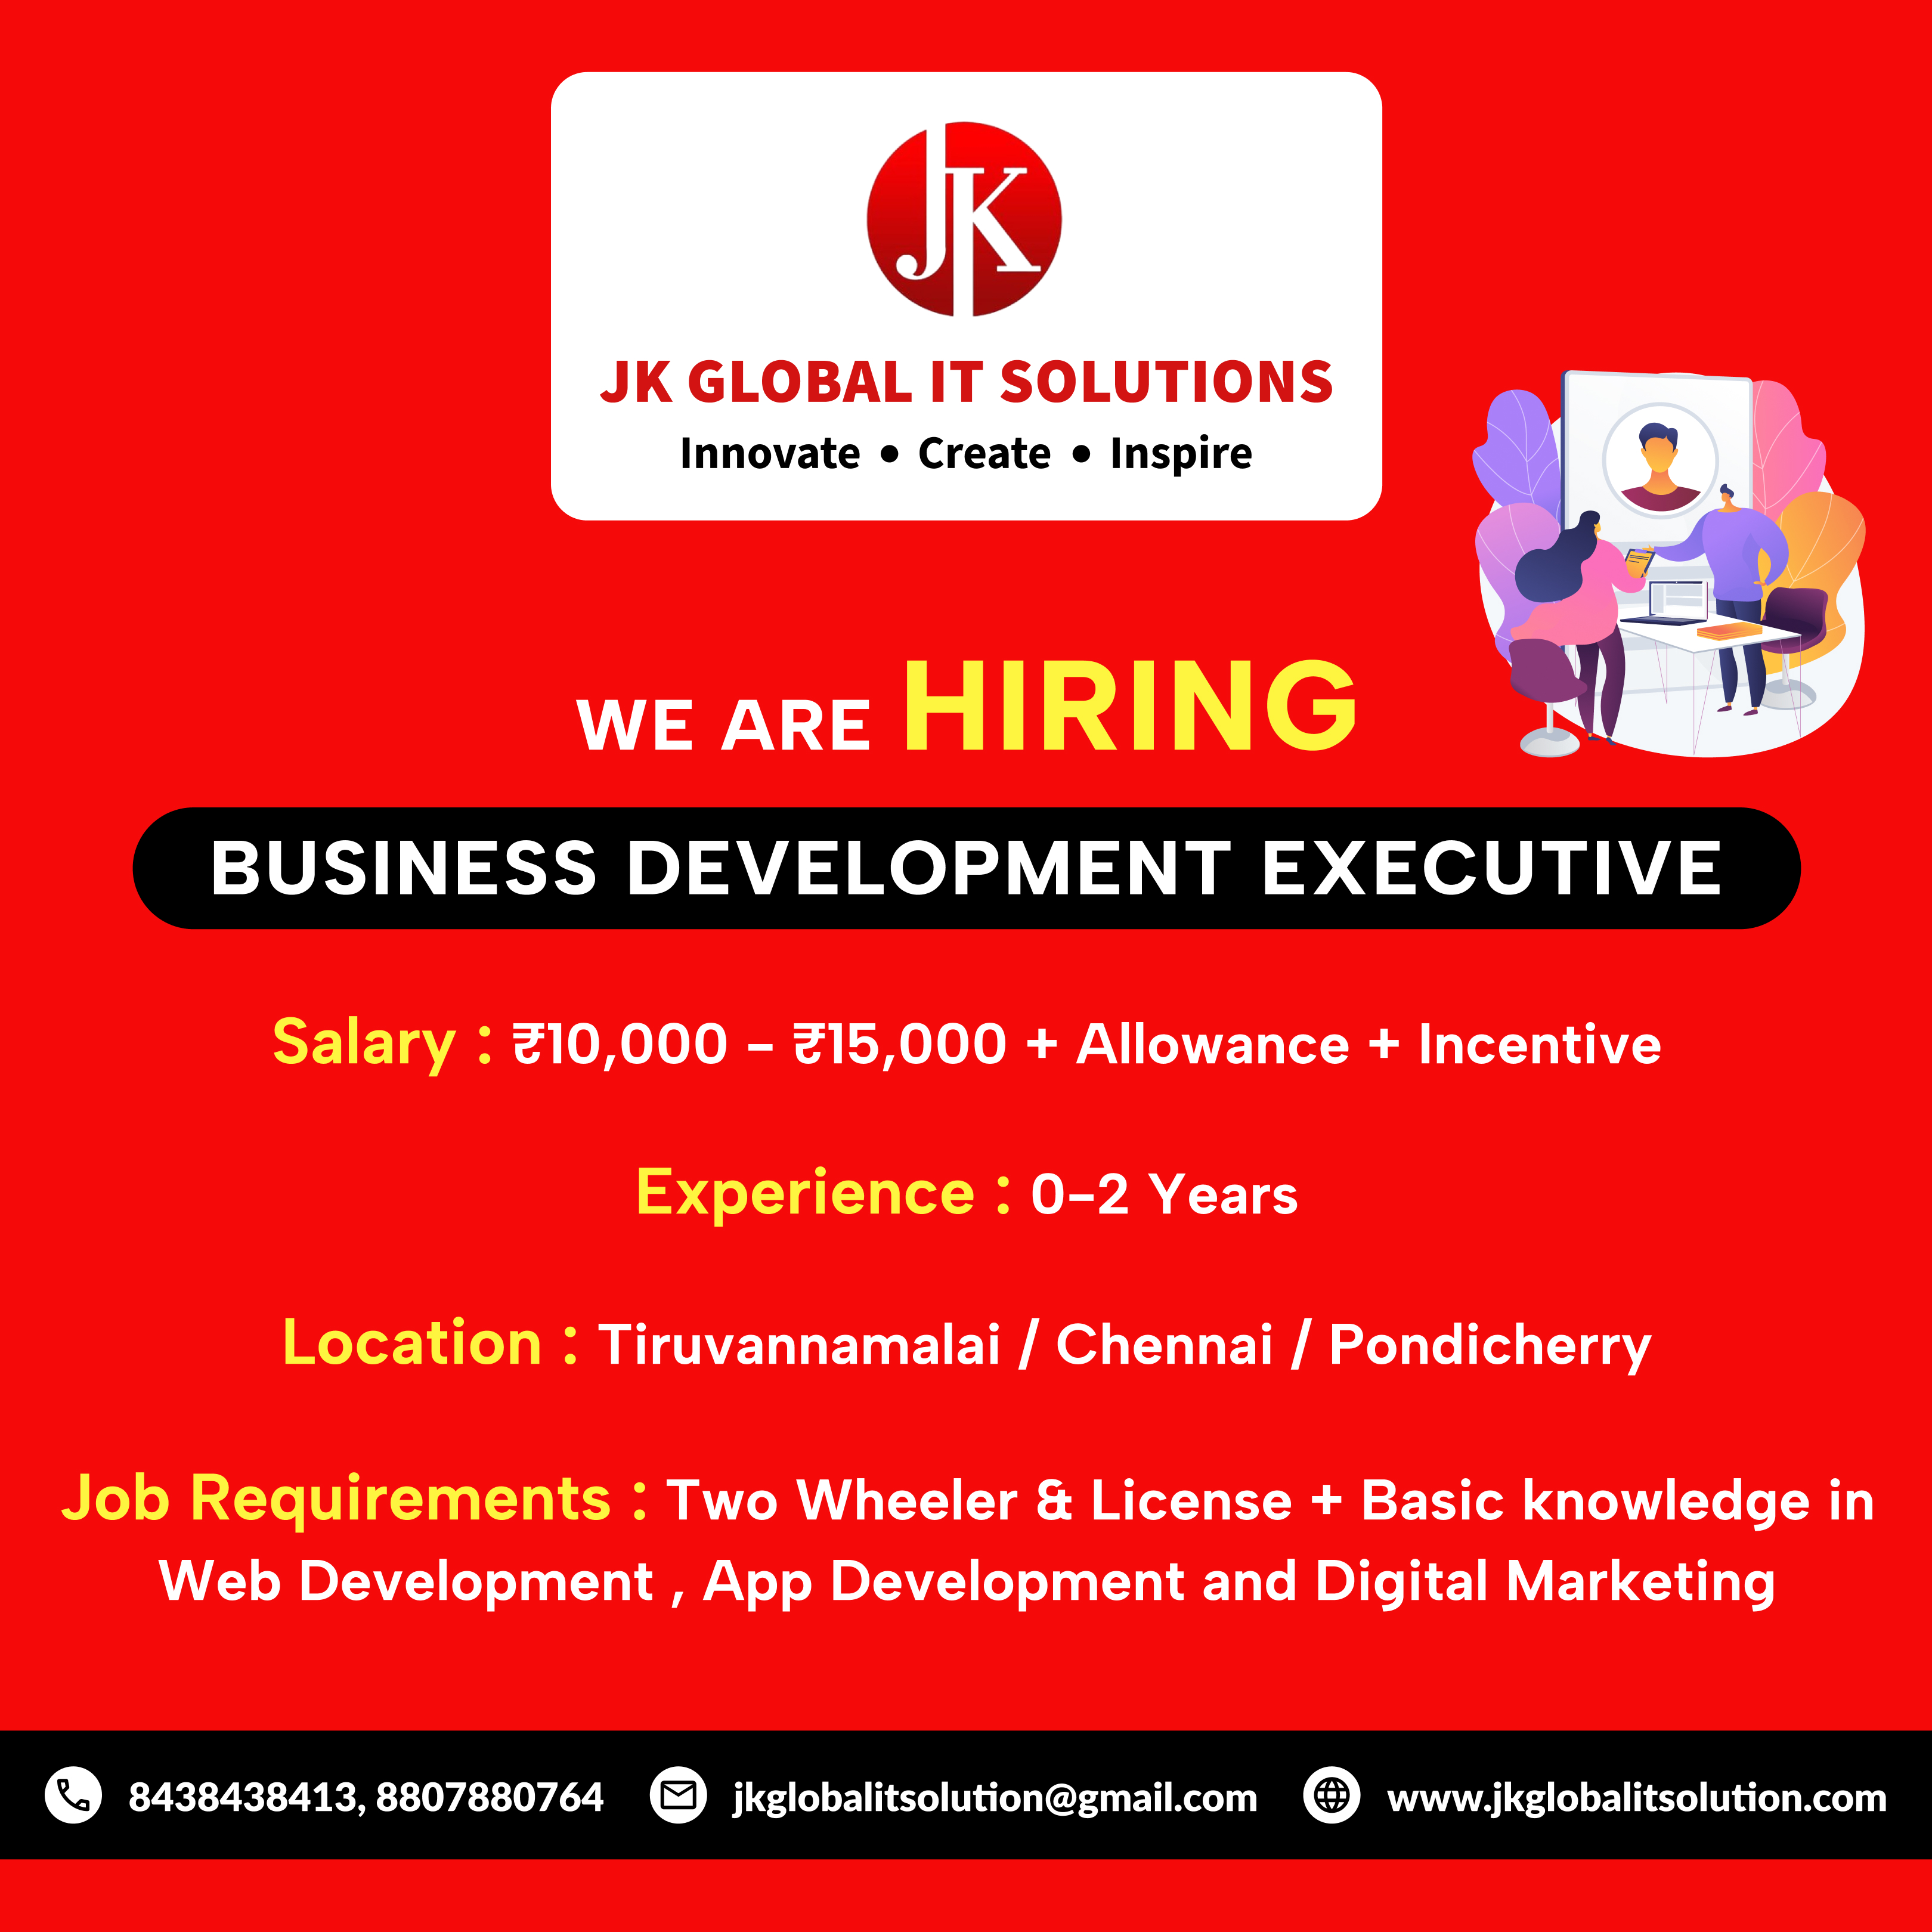 JK
JK GLOBAL IT SOLUTIONS
Innovate • Create • Inspire
WE ARE HIRING
BUSINESS DEVELOPMENT EXECUTIVE
Salary : ₹10,000 - ₹15,000 + Allowance + Incentive
Experience : 0-2 Years
Location : Tiruvannamalai / Chennai / Pondicherry
Job Requirements : Two Wheeler & License + Basic knowledge in
Web Development , App Development and Digital Marketing
8438438413, 8807880764 jkglobalitsolution@gmail.com www.jkglobalitsolution.com